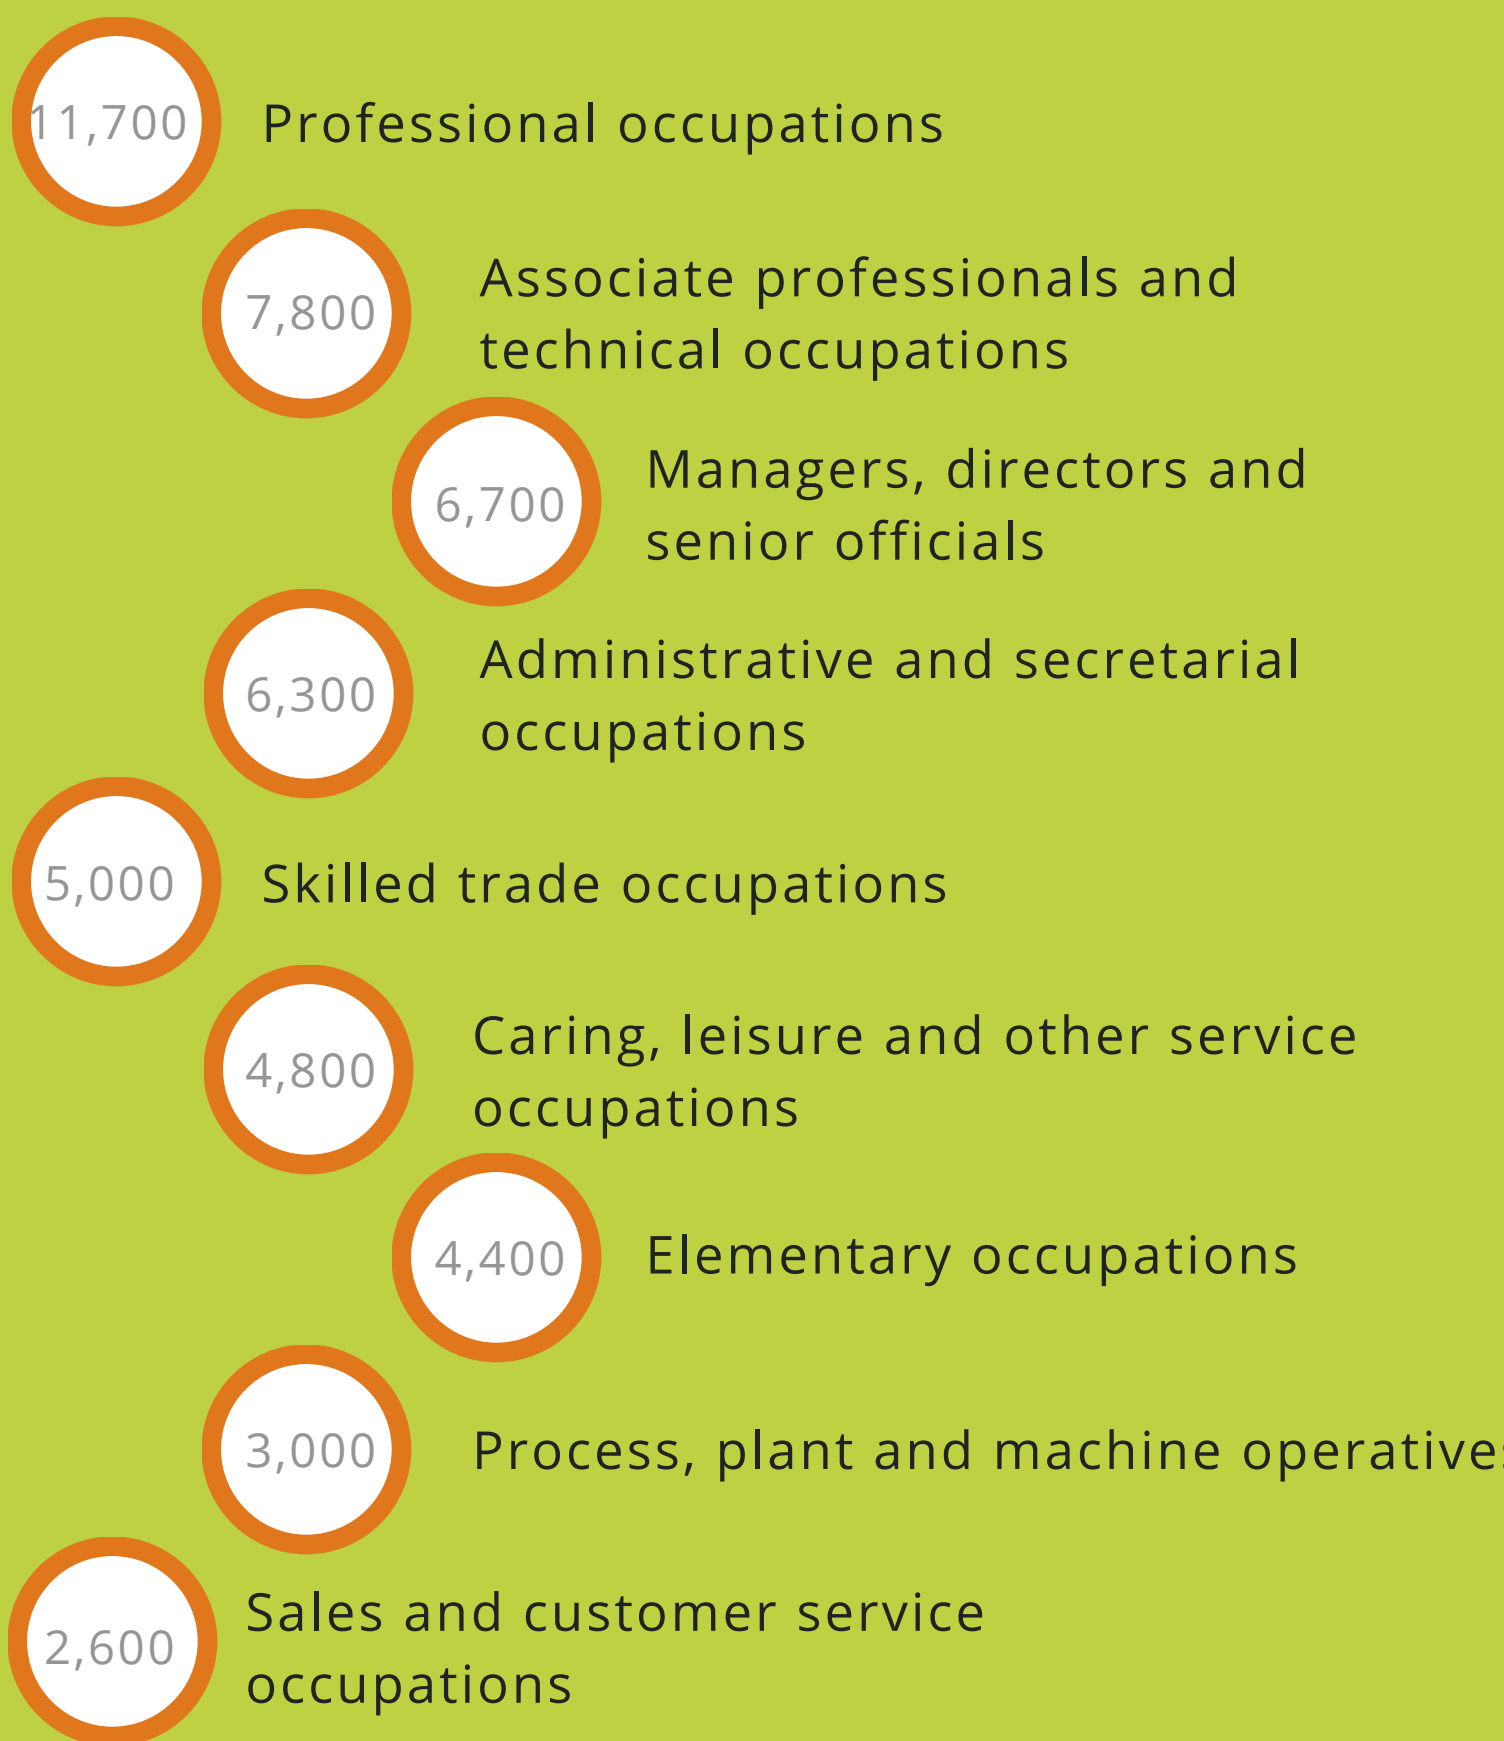 11,700
Professional occupations
7,800
Associate professionals and
technical occupations
6,700
Managers, directors and
senior officials
6,300
Administrative and secretarial
occupations
5,000
Skilled trade occupations
4,800
Caring, leisure and other service
occupations
4,400
Elementary occupations
3,000
Process, plant and machine operatives
2,600
Sales and customer service
occupations